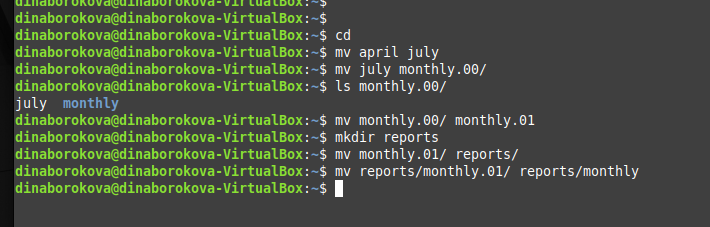 dinaborokova@dinaborokova-VirtualBox:~$
dinaborokova@dinaborokova-VirtualBox:~$
dinaborokova@dinaborokova-VirtualBox:~$ cd
dinaborokova@dinaborokova-VirtualBox:~$ mv april july
dinaborokova@dinaborokova-VirtualBox:~$ mv july monthly.00/
dinaborokova@dinaborokova-VirtualBox:~$ ls monthly.00/
july  monthly
dinaborokova@dinaborokova-VirtualBox:~$ mv monthly.00/ monthly.01
dinaborokova@dinaborokova-VirtualBox:~$ mkdir reports
dinaborokova@dinaborokova-VirtualBox:~$ mv monthly.01/ reports/
dinaborokova@dinaborokova-VirtualBox:~$ mv reports/monthly.01/ reports/monthly
dinaborokova@dinaborokova-VirtualBox:~$